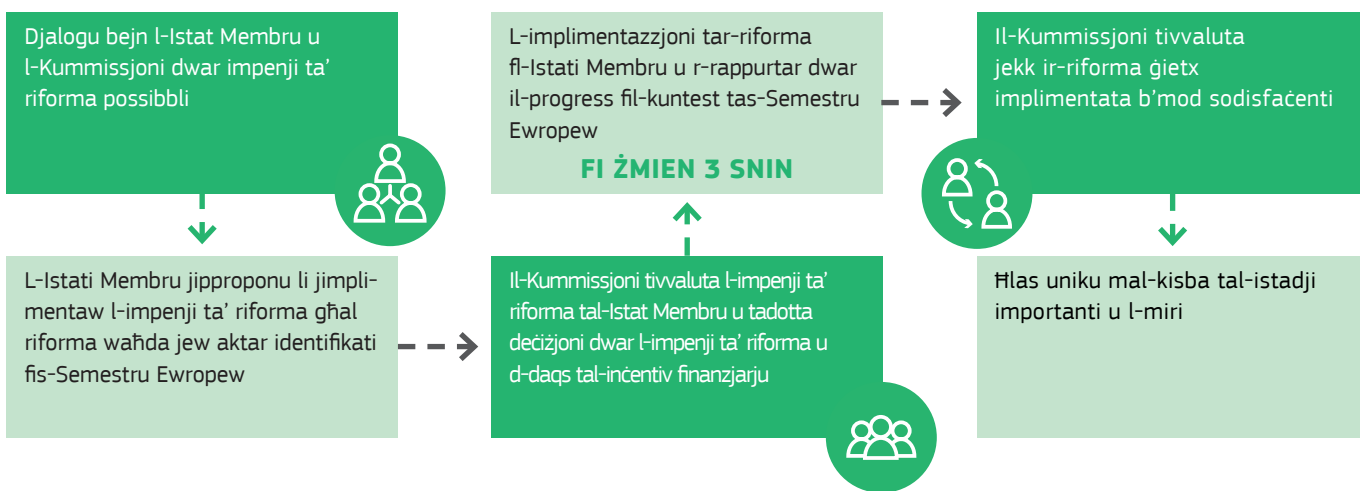 Djalogu bejn l-Istat Membru u
l-Kummissjoni dwar impenji ta'
riforma possibbli
L-Istati Membru jipproponu li jimpli-
mentaw l-impenji ta' riforma għal
riforma waħda jew aktar identifikati
fis-Semestru Ewropew
Il-Kummissjoni tivvaluta l-impenji ta'
riforma tal-Istat Membru u tadotta
deċiżjoni dwar l-impenji ta' riforma u
d-daqs tal-inċentiv finanzjarju
L-implimentazzjoni tar-riforma
fl-Istati Membru u r-rappurtar dwar
il-progress fil-kuntest tas-Semestru
Ewropew
FI ŻMIEN 3 SNIN
Il-Kummissjoni tivvaluta
jekk ir-riforma ġietx
implimentata b'mod sodisfaċenti
Ħlas uniku mal-kisba tal-istadji
importanti u l-miri